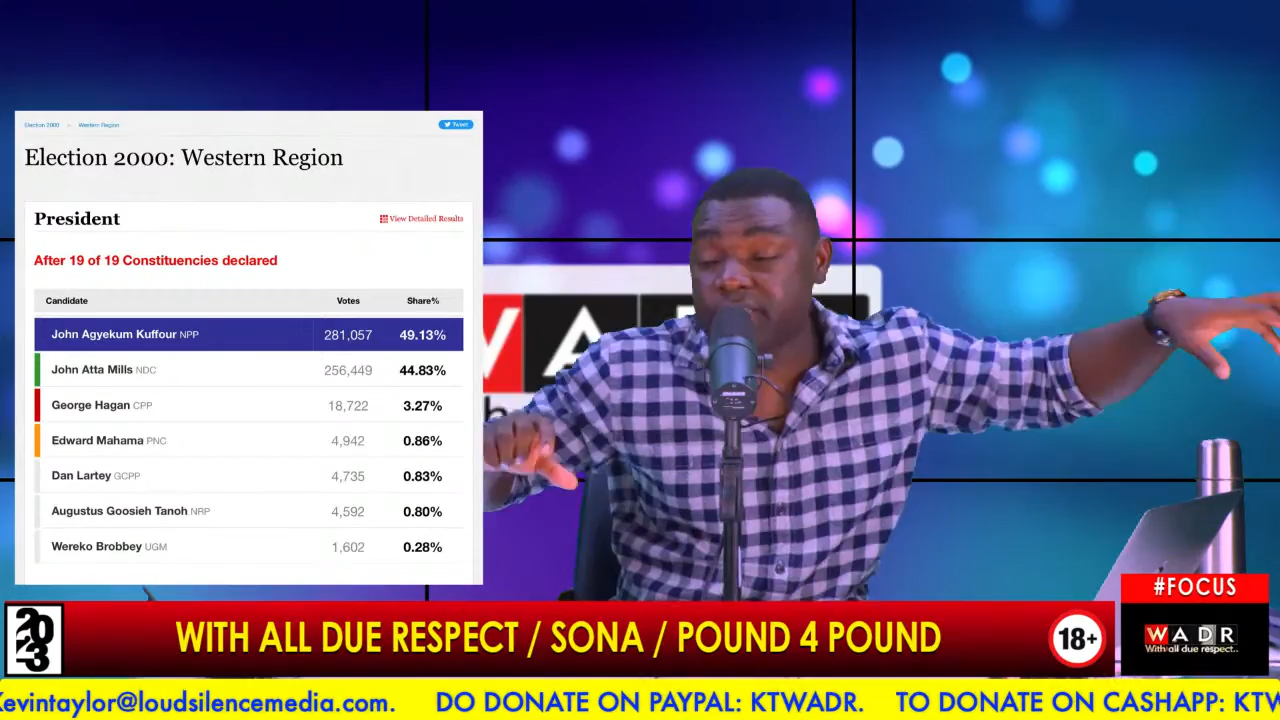 Election 2000 Western Region
Tweet
Election 2000: Western Region
President
View Detailed Results
After 19 of 19 Constituencies declared
Candidate Votes Share%
John Agyekum Kuffour NPP 281,057 49.13%
John Atta Mills NDC 256,449 44.83%
George Hagan CPP 18,722 3.27%
Edward Mahama PNC 4,942 0.86%
Dan Lartey GCPP 4,735 0.83%
Augustus Goosieh Tanoh NRP 4,592 0.80%
Wereko Brobbey UGM 1,602 0.28%
WA
#FOCUS
2023
WITH ALL DUE RESPECT / SONA / POUND 4 POUND
18+
WADR
With all due respect..
Kevintaylor@loudsilencemedia.com. DO DONATE ON PAYPAL: KTWADR. TO DONATE ON CASHAPP: KTW